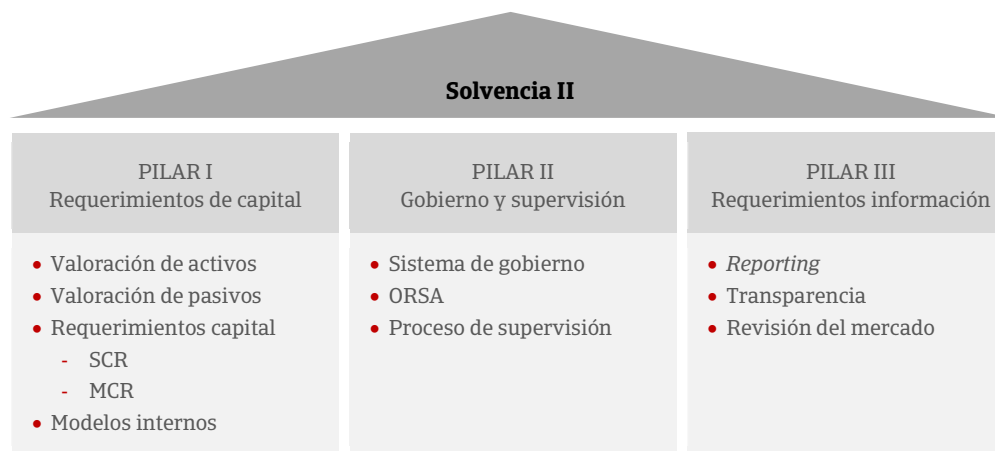 Solvencia II
PILAR I
Requerimientos de capital
• Valoración de activos
• Valoración de pasivos
• Requerimientos capital
- SCR
- MCR
• Modelos internos
PILAR II
Gobierno y supervisión
• Sistema de gobierno
• ORSA
• Proceso de supervisión
PILAR III
Requerimientos información
• Reporting
• Transparencia
• Revisión del mercado